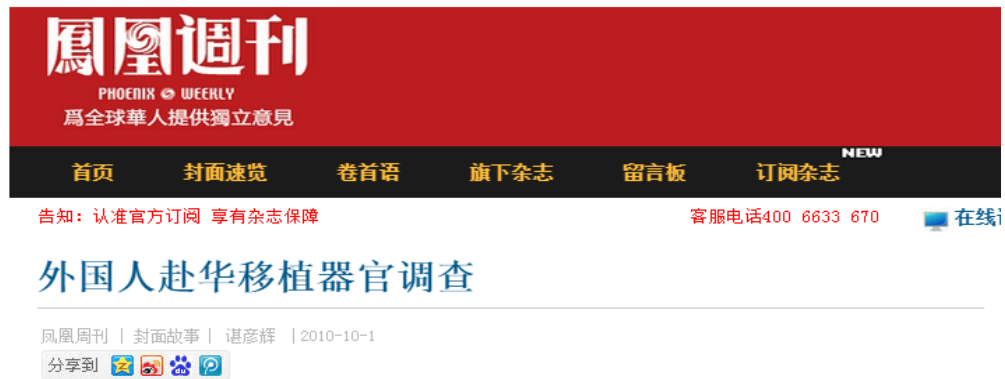 鳳凰週刊
PHOENIX WEEKLY
爲全球華人提供獨立意見
首页 封面速览 卷首语 旗下杂志 留言板 订阅杂志 NEW
告知：认准官方订阅 享有杂志保障 客服电话400 6633 670 在线
外国人赴华移植器官调查
凤凰周刊 | 封面故事 | 谌彦辉 | 2010-10-1
分享到